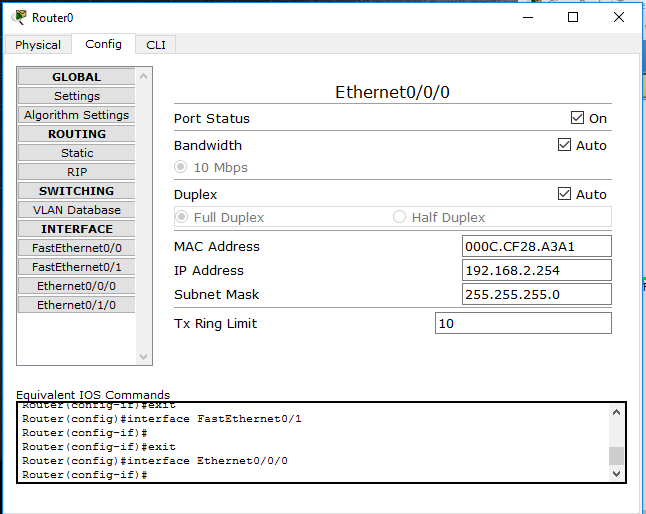 Router0
Physical Config CLI
GLOBAL
Settings
Algorithm Settings
ROUTING
Static
RIP
SWITCHING
VLAN Database
INTERFACE
FastEthernet0/0
FastEthernet0/1
Ethernet0/0/0
Ethernet0/1/0
Ethernet0/0/0
Port Status On
Bandwidth Auto
10 Mbps
Duplex Auto
Full Duplex Half Duplex
MAC Address 000C.CF28.A3A1
IP Address 192.168.2.254
Subnet Mask 255.255.255.0
Tx Ring Limit 10
Equivalent IOS Commands
Router(config-if)#exit
Router(config)#interface FastEthernet0/1
Router(config-if)#
Router(config-if)#exit
Router(config)#interface Ethernet0/0/0
Router(config-if)#